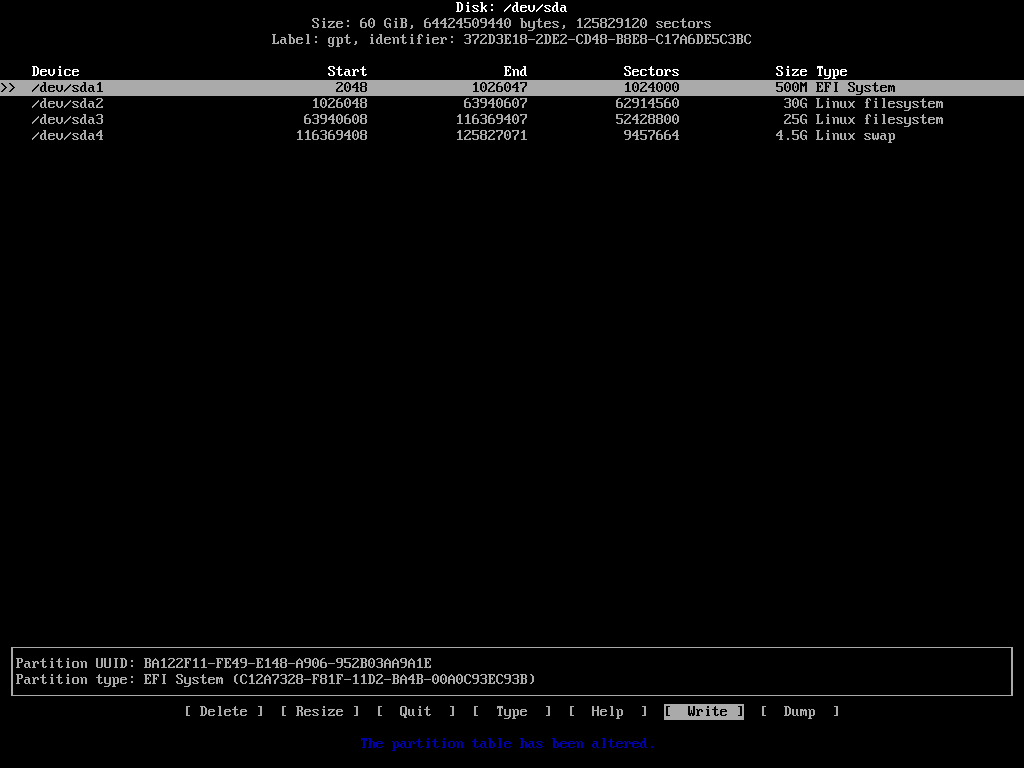 Disk: /dev/sda
Size: 60 GiB, 64424509440 bytes, 125829120 sectors
Label: gpt, identifier: 372D3E18-2DE2-CD48-B8E8-C17A6DE5C3BC
Device Start End Sectors Size Type
>> /dev/sda1 2048 1026047 1024000 500M EFI System
/dev/sda2 1026048 63940607 62914560 30G Linux filesystem
/dev/sda3 63940608 116369407 52428800 25G Linux filesystem
/dev/sda4 116369408 125827071 9457664 4.5G Linux swap
Partition UUID: BA122F11-FE49-E148-A906-952B03AA9A1E
Partition type: EFI System (C12A7328-F81F-11D2-BA4B-00A0C93EC93B)
[ Delete ] [ Resize ] [ Quit ] [ Type ] [ Help ] [ Write ] [ Dump ]
The partition table has been altered.